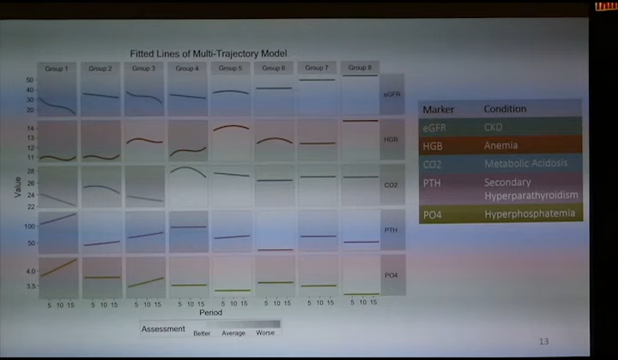 Fitted Lines of Multi-Trajectory Model
Group 1 Group 2 Group 3 Group 4 Group 5 Group 6 Group 7 Group 8
50
40
30
20
eGFR
14
13
12
11
HGB
28
26
24
22
CO2
100
50
PTH
4.0
3.5
PO4
Value
5 10 15 5 10 15 5 10 15 5 10 15 5 10 15 5 10 15 5 10 15 5 10 15
Period
Assessment Better Average Worse
Marker Condition
eGFR CKD
HGB Anemia
CO2 Metabolic Acidosis
PTH Secondary
Hyperparathyroidism
PO4 Hyperphosphatemia
13